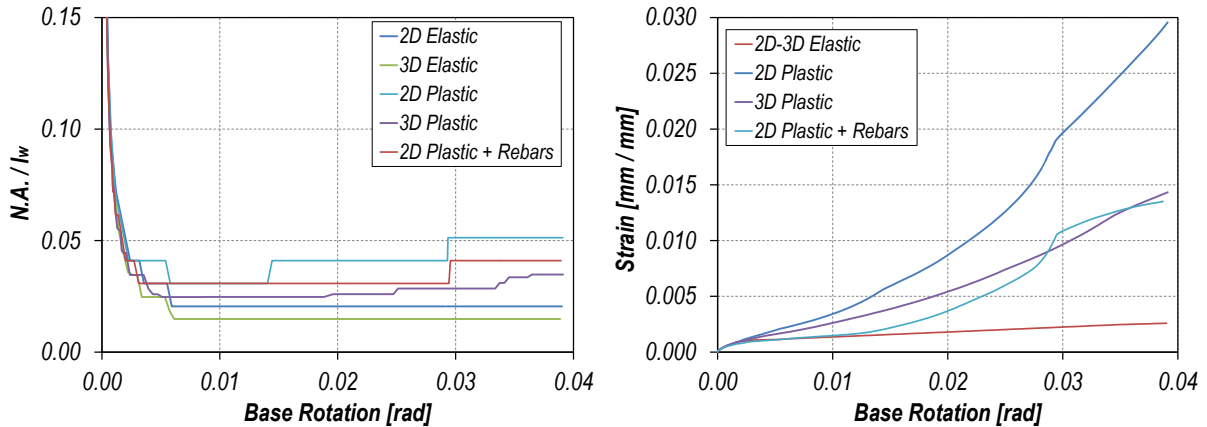 0.15
0.10
0.05
0.00
N.A. / lw
2D Elastic
3D Elastic
2D Plastic
3D Plastic
2D Plastic + Rebars
0.00 0.01 0.02 0.03 0.04
Base Rotation [rad]
0.030
0.025
0.020
0.015
0.010
0.005
0.000
Strain [mm / mm]
2D-3D Elastic
2D Plastic
3D Plastic
2D Plastic + Rebars
0.00 0.01 0.02 0.03 0.04
Base Rotation [rad]